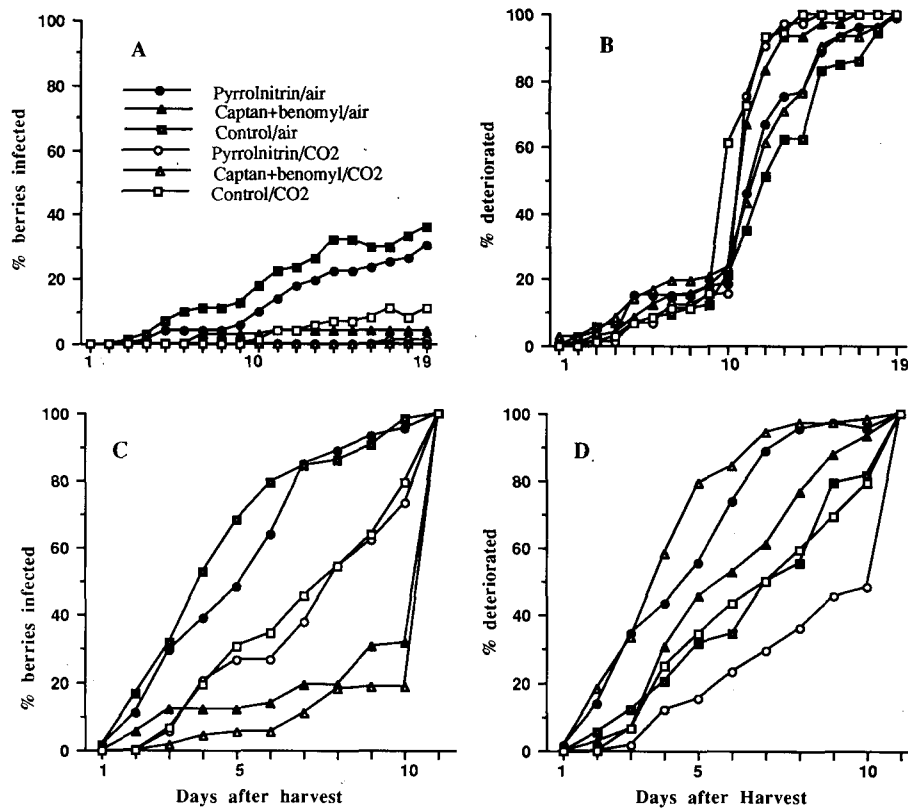 A
% berries infected
100
80
60
40
20
0
1
10
19
Pyrrolnitrin/air
Captan+benomyl/air
Control/air
Pyrrolnitrin/CO2
Captan+benomyl/CO2
Control/CO2
B
% deteriorated
100
80
60
40
20
0
1
10
19
C
% berries infected
100
80
60
40
20
0
1
5
10
Days after harvest
D
% deteriorated
100
80
60
40
20
0
1
5
10
Days after Harvest